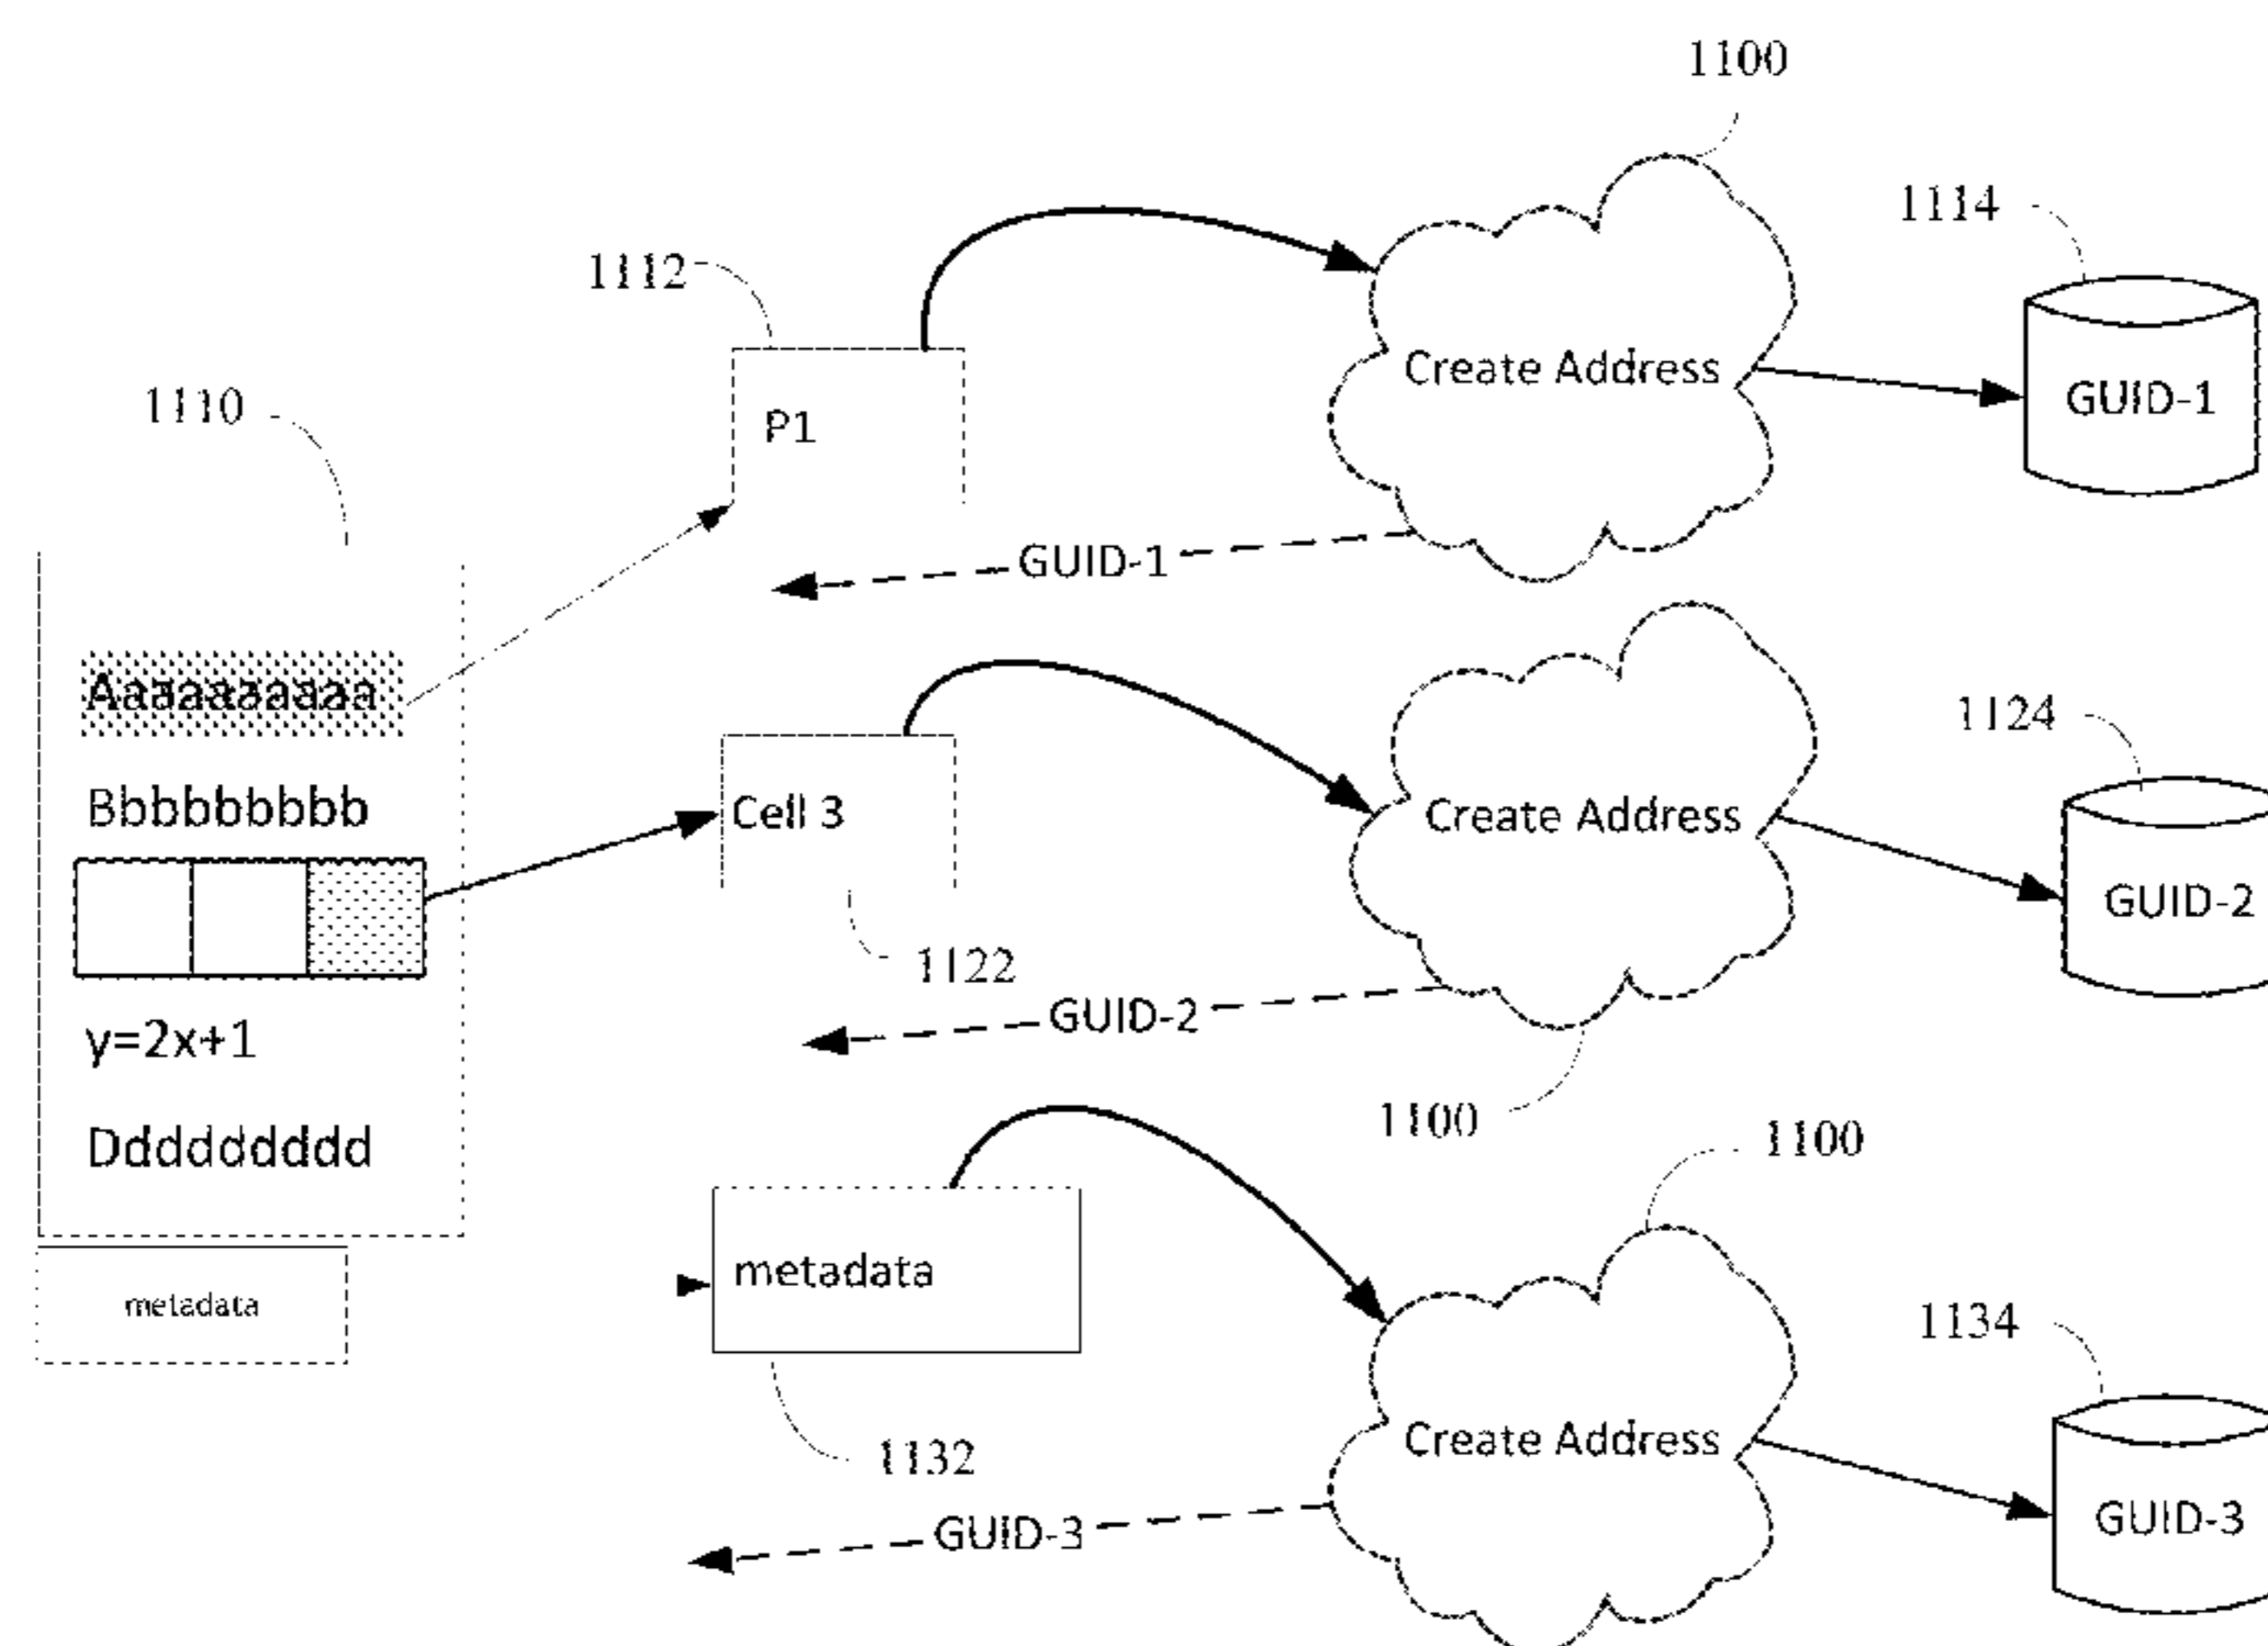 1100
1114
1112
Create Address
GUID-1
P1
1110
GUID-1
Aaaaaaaaaa
1124
Bbbbbbbbb
Cell 3
Create Address
GUID-2
1122
GUID-2
y=2x+1
1100
1100
Ddddddddd
metadata
metadata
1134
Create Address
1132
GUID-3
GUID-3